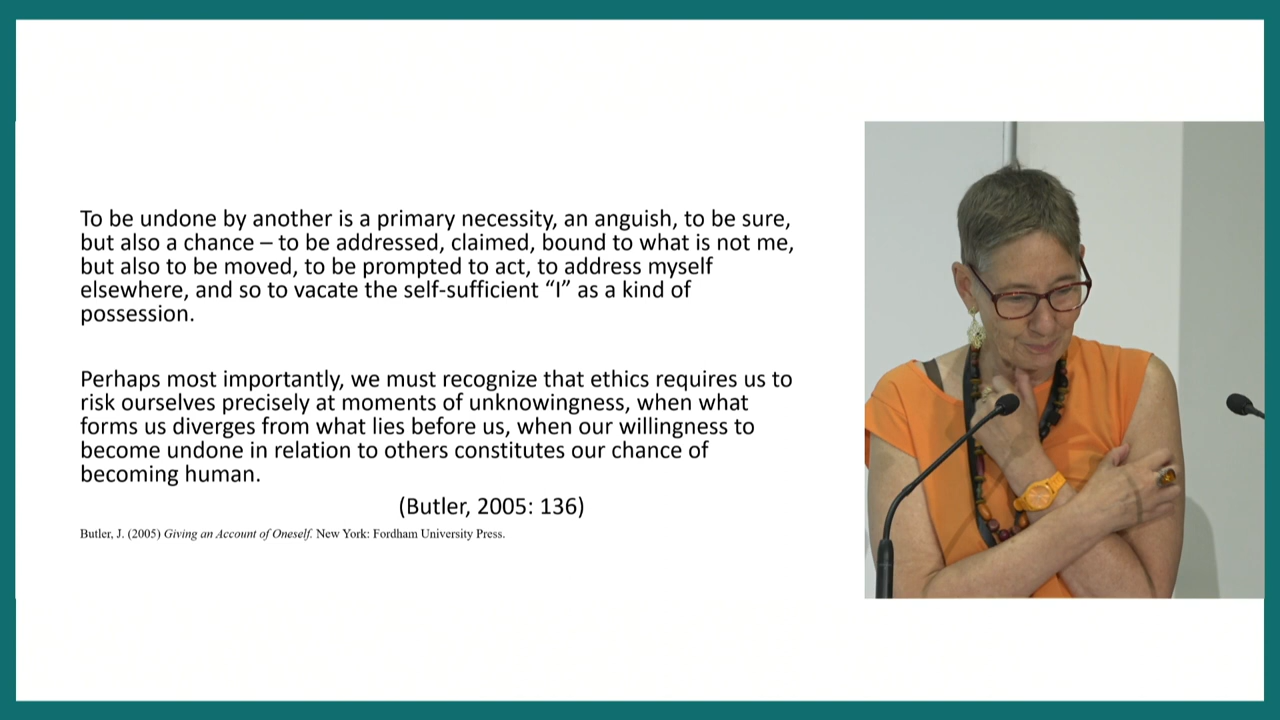 To be undone by another is a primary necessity, an anguish, to be sure,
but also a chance – to be addressed, claimed, bound to what is not me,
but also to be moved, to be prompted to act, to address myself
elsewhere, and so to vacate the self-sufficient “I” as a kind of
possession.
Perhaps most importantly, we must recognize that ethics requires us to
risk ourselves precisely at moments of unknowingness, when what
forms us diverges from what lies before us, when our willingness to
become undone in relation to others constitutes our chance of
becoming human.
(Butler, 2005: 136)
Butler, J. (2005) Giving an Account of Oneself. New York: Fordham University Press.